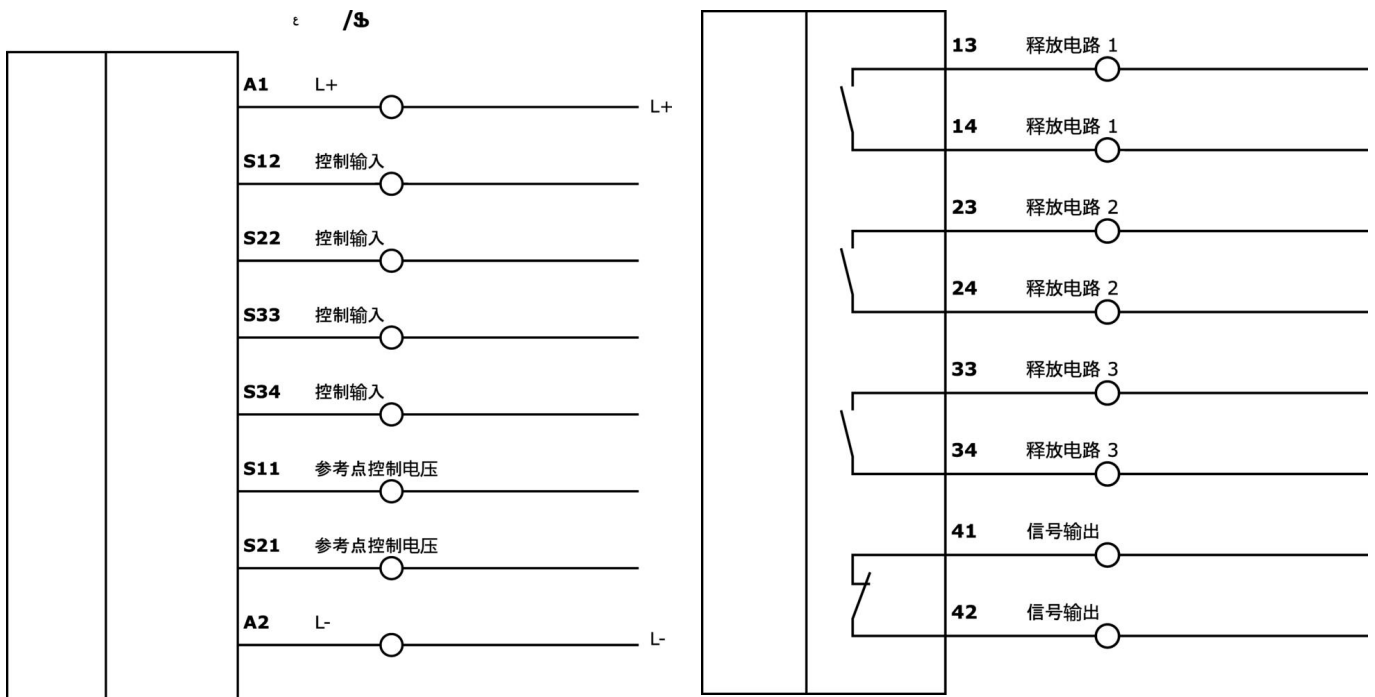 A1 L+
L+
S12 控制输入
S22 控制输入
S33 控制输入
S34 控制输入
S11 参考点控制电压
S21 参考点控制电压
A2 L-
L-
13 释放电路 1
14 释放电路 1
23 释放电路 2
24 释放电路 2
33 释放电路 3
34 释放电路 3
41 信号输出
42 信号输出